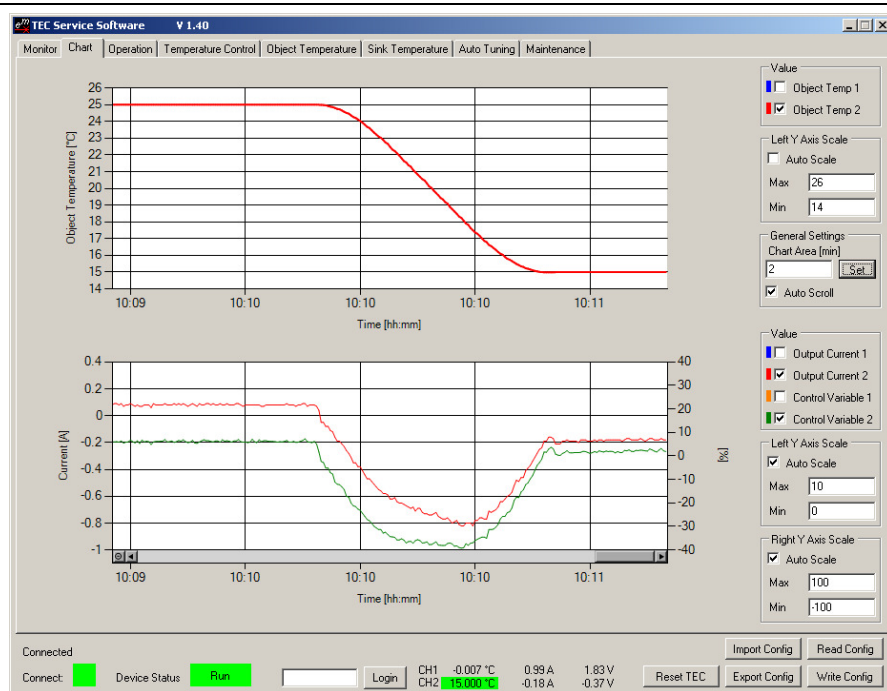 TEC Service Software V 1.40
Monitor Chart Operation Temperature Control Object Temperature Sink Temperature Auto Tuning Maintenance
26
25
24
23
22
21
20
19
18
17
16
15
14
Object Temperature [°C]
10:09 10:10 10:10 10:10 10:11
Time [hh:mm]
Value
Object Temp 1
Object Temp 2
Left Y Axis Scale
Auto Scale
Max 26
Min 14
General Settings
Chart Area [min]
2 Set
Auto Scroll
0.4
0.2
0
-0.2
-0.4
-0.6
-0.8
-1
Current [A]
40
30
20
10
0
-10
-20
-30
-40
[%]
10:09 10:10 10:10 10:10 10:11
Time [hh:mm]
Value
Output Current 1
Output Current 2
Control Variable 1
Control Variable 2
Left Y Axis Scale
Auto Scale
Max 10
Min 0
Right Y Axis Scale
Auto Scale
Max 100
Min -100
Connected
Connect: Device Status Run Login
CH1 -0.007 °C 0.99 A 1.83 V
CH2 15.000 °C -0.18 A -0.37 V
Reset TEC
Import Config Read Config
Export Config Write Config